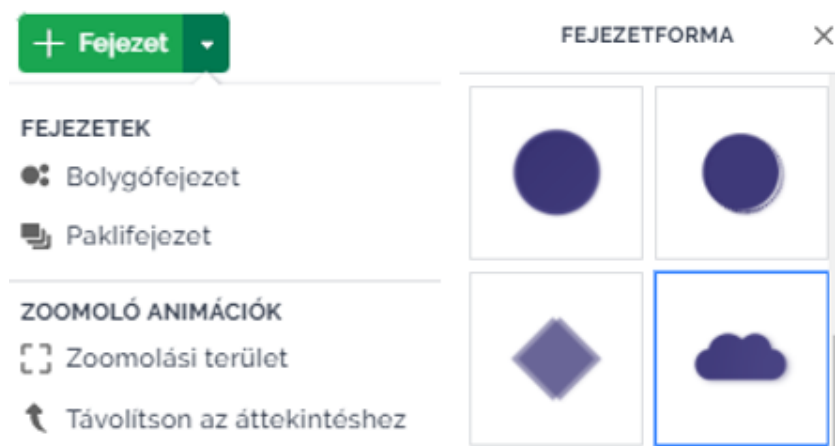 + Fejezet
FEJEZETEK
Bolygófejezet
Paklifejezet
ZOOMOLÓ ANIMÁCIÓK
Zoomolási terület
Távolítson az áttekintéshez
FEJEZETFORMA